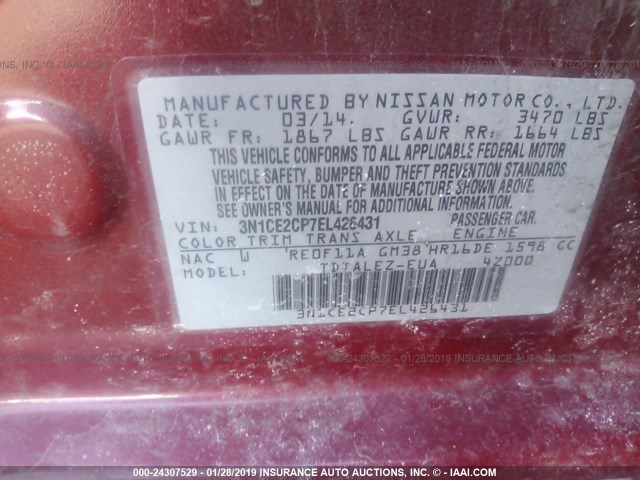 MANUFACTURED BY NISSAN MOTOR CO., LTD.
DATE: 03/14. GVWR: 3470 LBS
GAWR FR: 1867 LBS GAWR RR: 1664 LBS
THIS VEHICLE CONFORMS TO ALL APPLICABLE FEDERAL MOTOR
VEHICLE SAFETY, BUMPER AND THEFT PREVENTION STANDARDS
IN EFFECT ON THE DATE OF MANUFACTURE SHOWN ABOVE.
SEE OWNER'S MANUAL FOR ADDITIONAL INFORMATION.
VIN: 3N1CE2CP7EL426431 PASSENGER CAR.
COLOR TRIM TRANS AXLE ENGINE
NAC W RE0F11A GM38 HR16DE 1598 CC
MODEL TDTALEZ-EUA 4Z000
3N1CE2CP7EL426431
000-24307529 - 01/28/2019 INSURANCE AUTO AUCTIONS, INC. - © - IAAI.COM